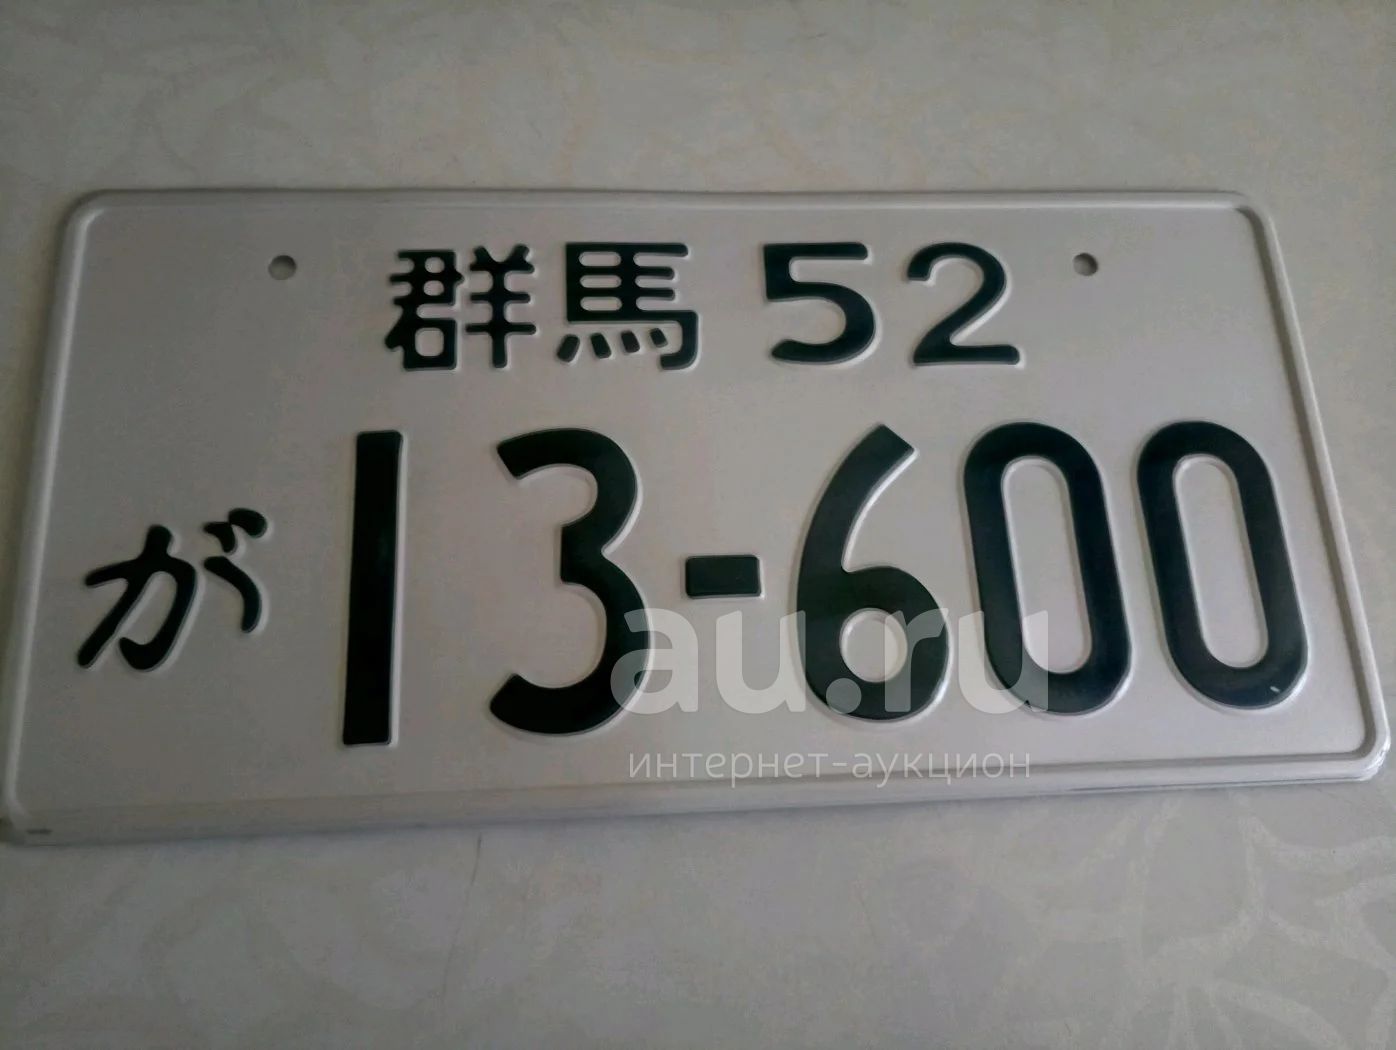 群馬 52
が 13-600
au.ru
интернет-аукцион